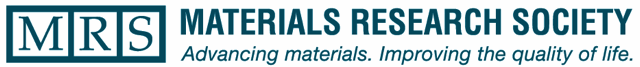 MRS MATERIALS RESEARCH SOCIETY
Advancing materials. Improving the quality of life.